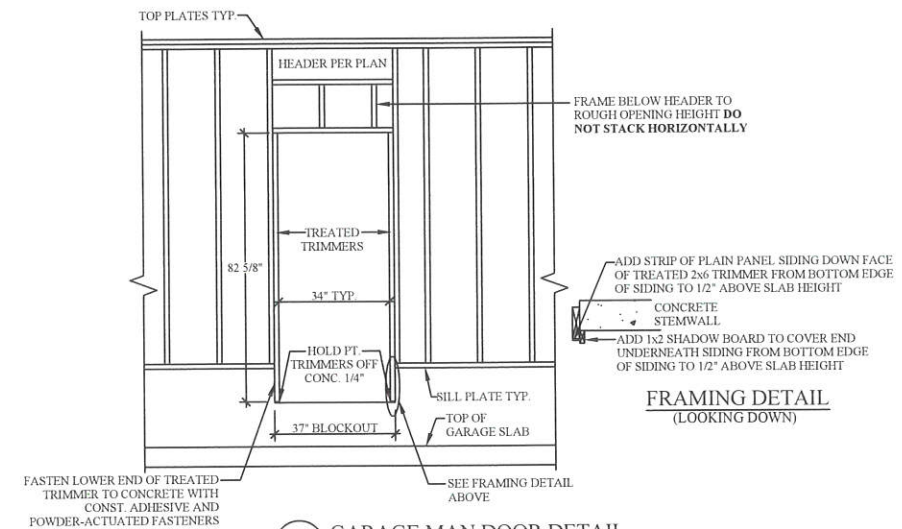 TOP PLATES TYP.
HEADER PER PLAN
FRAME BELOW HEADER TO
ROUGH OPENING HEIGHT DO
NOT STACK HORIZONTALLY
TREATED
TRIMMERS
82 5/8"
34" TYP.
ADD STRIP OF PLAIN PANEL SIDING DOWN FACE
OF TREATED 2x6 TRIMMER FROM BOTTOM EDGE
OF SIDING TO 1/2" ABOVE SLAB HEIGHT
CONCRETE
STEMWALL
ADD 1x2 SHADOW BOARD TO COVER END
UNDERNEATH SIDING FROM BOTTOM EDGE
OF SIDING TO 1/2" ABOVE SLAB HEIGHT
FRAMING DETAIL
(LOOKING DOWN)
HOLD PT.
TRIMMERS OFF
CONC. 1/4"
SILL PLATE TYP.
TOP OF
GARAGE SLAB
37" BLOCKOUT
FASTEN LOWER END OF TREATED
TRIMMER TO CONCRETE WITH
CONST. ADHESIVE AND
POWDER-ACTUATED FASTENERS
SEE FRAMING DETAIL
ABOVE
GARAGE MAN DOOR DETAIL